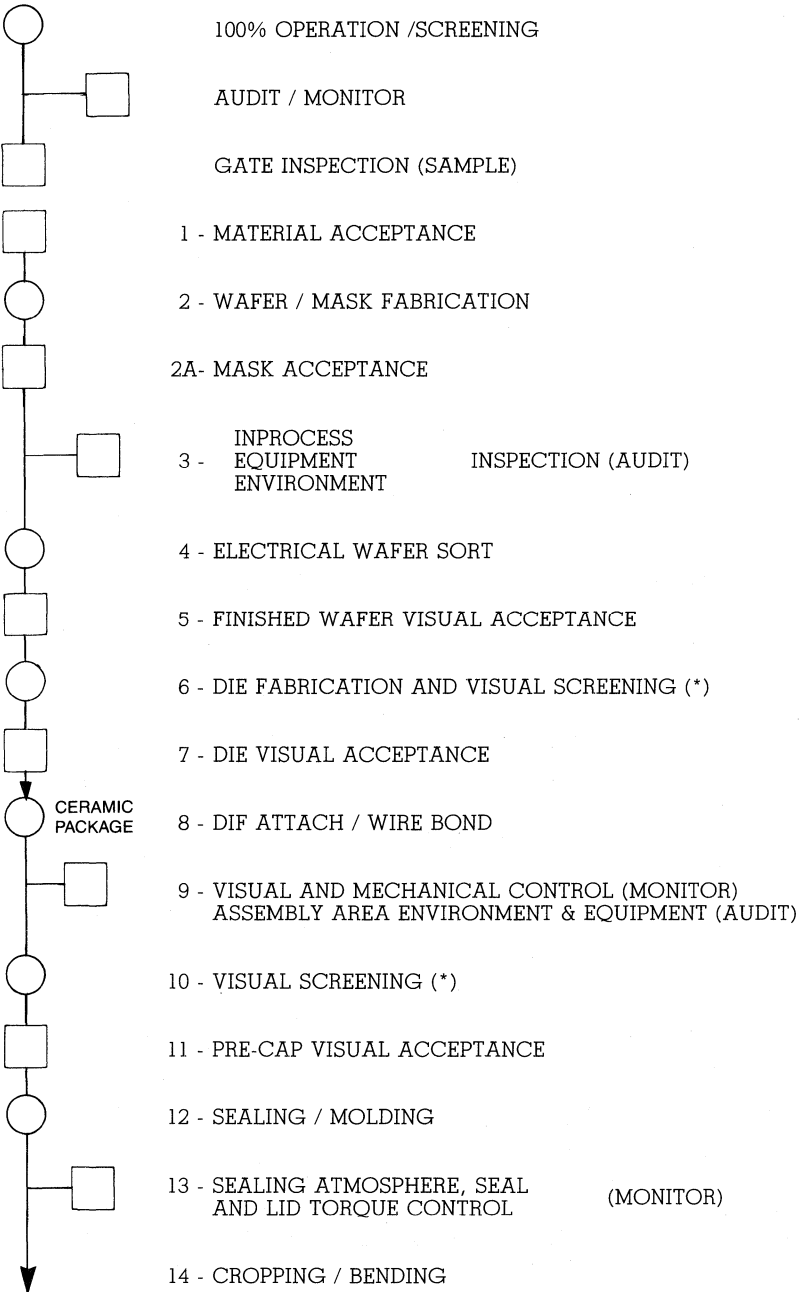 100% OPERATION /SCREENING
AUDIT / MONITOR
GATE INSPECTION (SAMPLE)
1 - MATERIAL ACCEPTANCE
2 - WAFER / MASK FABRICATION
2A- MASK ACCEPTANCE
INPROCESS
3 - EQUIPMENT INSPECTION (AUDIT)
ENVIRONMENT
4 - ELECTRICAL WAFER SORT
5 - FINISHED WAFER VISUAL ACCEPTANCE
6 - DIE FABRICATION AND VISUAL SCREENING (*)
7 - DIE VISUAL ACCEPTANCE
CERAMIC
PACKAGE
8 - DIF ATTACH / WIRE BOND
9 - VISUAL AND MECHANICAL CONTROL (MONITOR)
ASSEMBLY AREA ENVIRONMENT & EQUIPMENT (AUDIT)
10 - VISUAL SCREENING (*)
11 - PRE-CAP VISUAL ACCEPTANCE
12 - SEALING / MOLDING
13 - SEALING ATMOSPHERE, SEAL
AND LID TORQUE CONTROL (MONITOR)
14 - CROPPING / BENDING